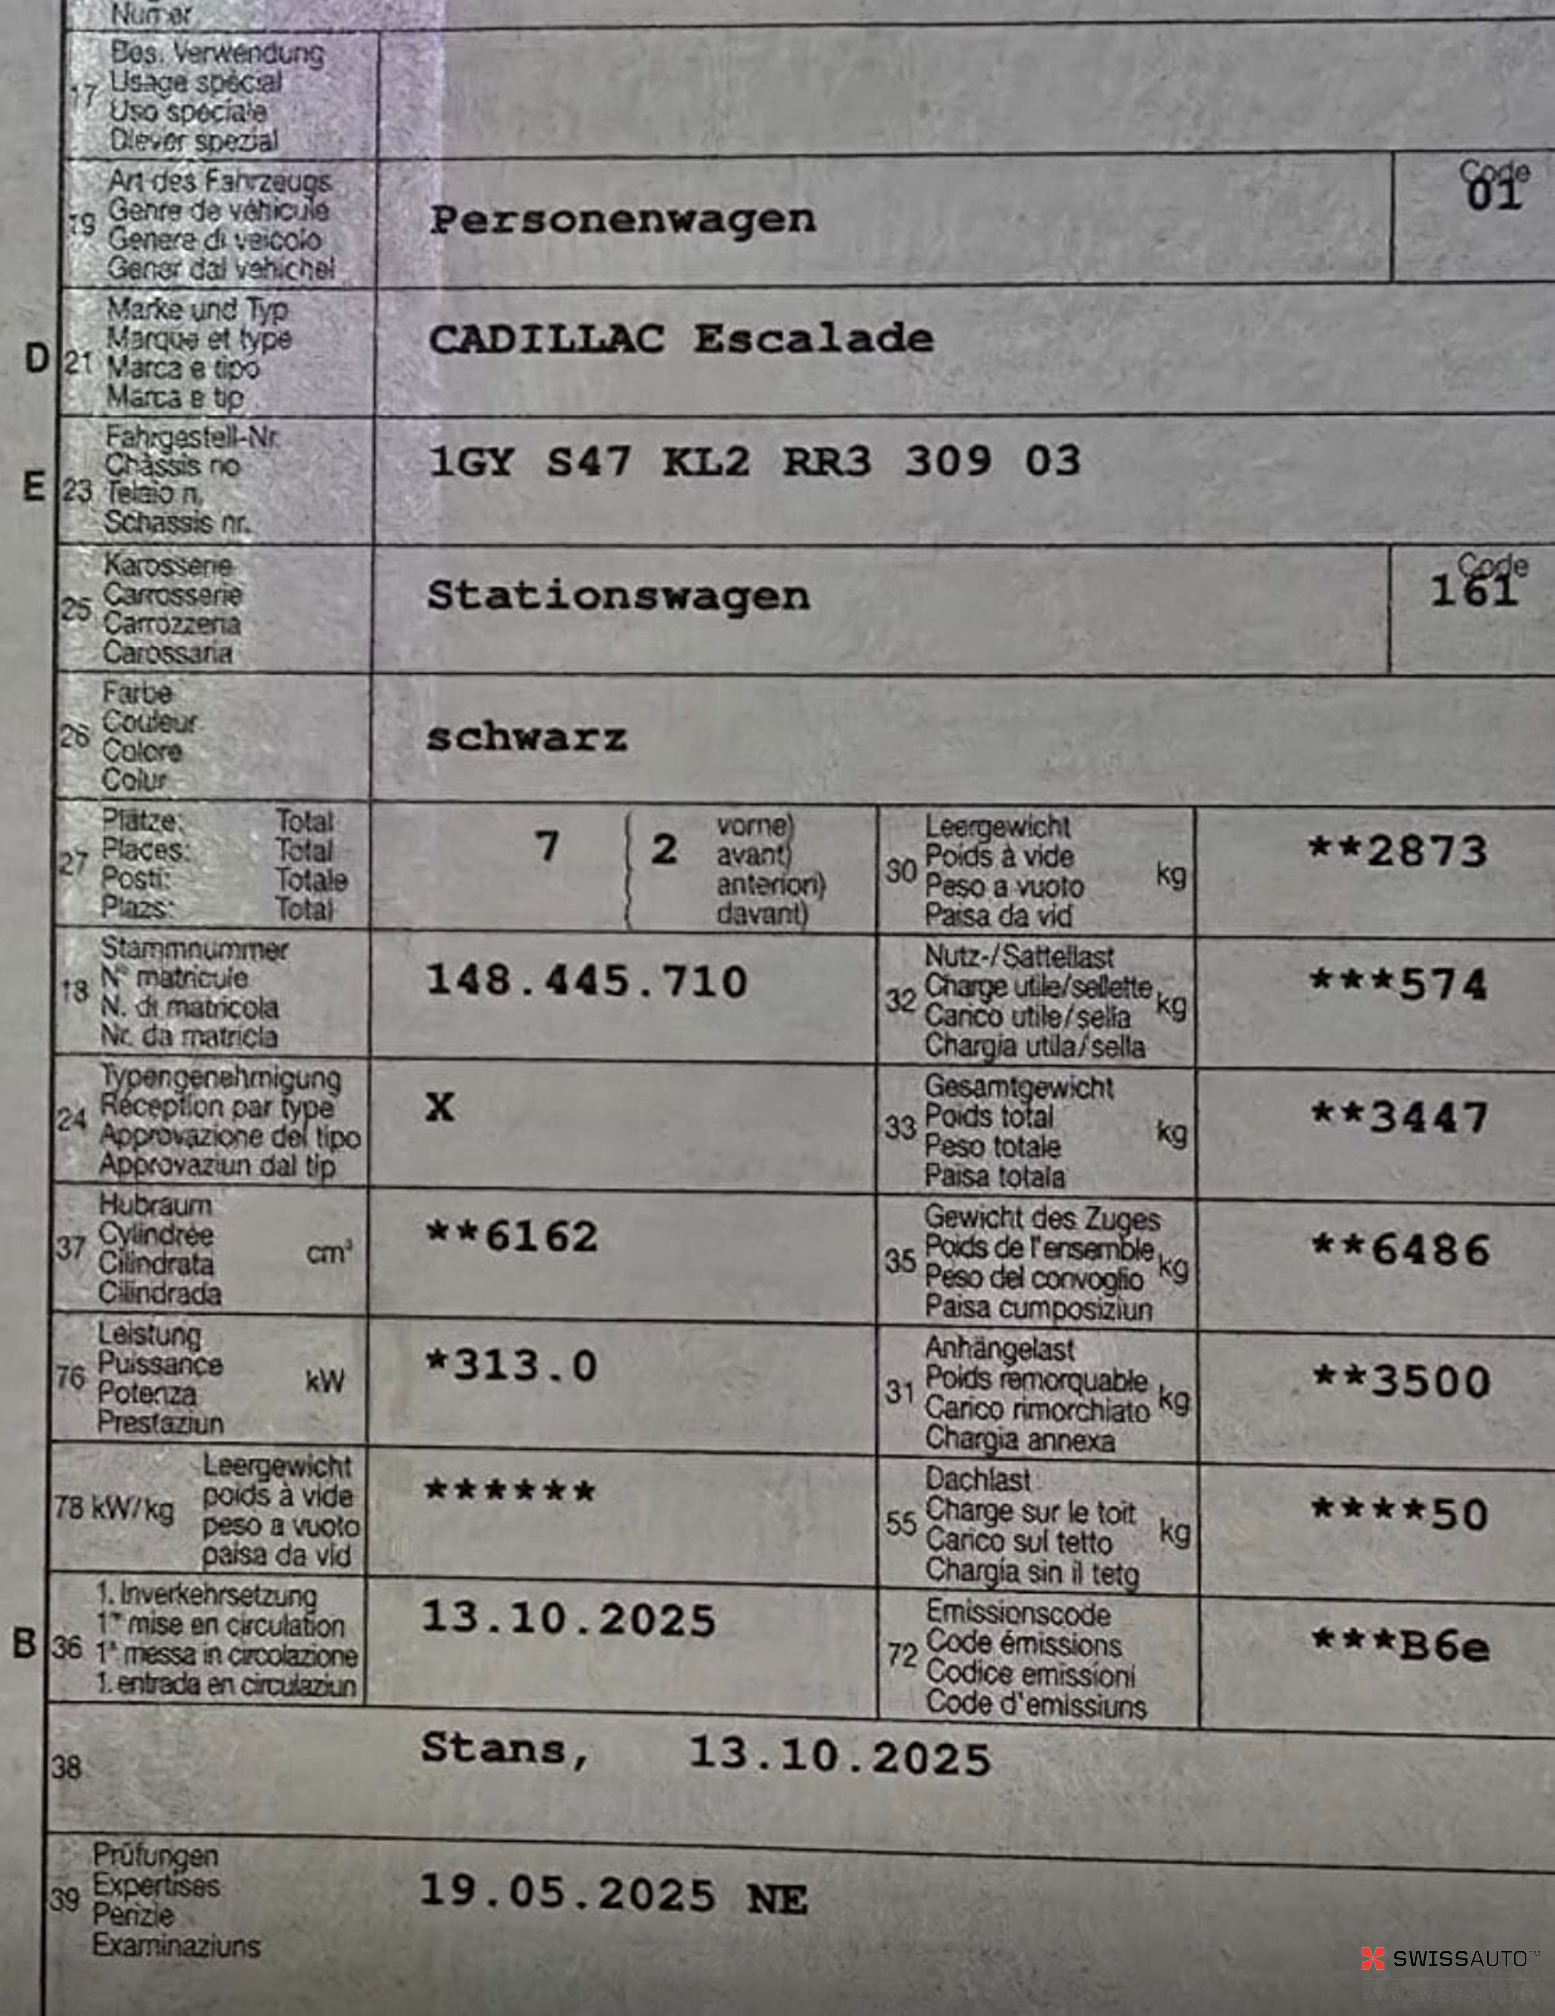 Numer
17 Bes. Verwendung
Usage spécial
Uso speciale
Diever spezial
19 Art des Fahrzeugs
Genre de véhicule
Genere di veicolo
Gener dal vehichel
Personenwagen
Code
01
D 21 Marke und Typ
Marque et type
Marca e tipo
Marca e tip
CADILLAC Escalade
E 23 Fahrgestell-Nr.
Châssis no
Telaio n.
Schassis nr.
1GY S47 KL2 RR3 309 03
25 Karosserie
Carrosserie
Carrozzeria
Carossaria
Stationswagen
Code
161
26 Farbe
Couleur
Colore
Colur
schwarz
27 Plätze: Total
Places: Total
Posti: Totale
Plazs: Total
7 ( 2 vorne)
avant)
anteriori)
davant)
30 Leergewicht
Poids à vide kg
Peso a vuoto
Paisa da vid
**2873
18 Stammnummer
N° matricule
N. di matricola
Nr. da matricla
148.445.710
32 Nutz-/Sattellast
Charge utile/sellette kg
Carico utile/sella
Chargia utila/sella
***574
24 Typengenehmigung
Réception par type
Approvazione del tipo
Approvaziun dal tip
X
33 Gesamtgewicht
Poids total kg
Peso totale
Paisa totala
**3447
37 Hubraum
Cylindrée cm³
Cilindrata
Cilindrada
**6162
35 Gewicht des Zuges
Poids de l'ensemble kg
Peso del convoglio
Paisa cumposiziun
**6486
76 Leistung
Puissance kW
Potenza
Prestaziun
*313.0
31 Anhängelast
Poids remorquable kg
Carico rimorchiato
Chargia annexa
**3500
78 kW/kg Leergewicht
poids à vide
peso a vuoto
paisa da vid
******
55 Dachlast
Charge sur le toit kg
Carico sul tetto
Chargia sin il tetg
****50
B 36 1. Inverkehrsetzung
1re mise en circulation
1a messa in circolazione
1. entrada en circulaziun
13.10.2025
72 Emissionscode
Code émissions
Codice emissioni
Code d'emissiuns
***B6e
38 Stans, 13.10.2025
39 Prüfungen
Expertises
Perizie
Examinaziuns
19.05.2025 NE
SWISSAUTO™